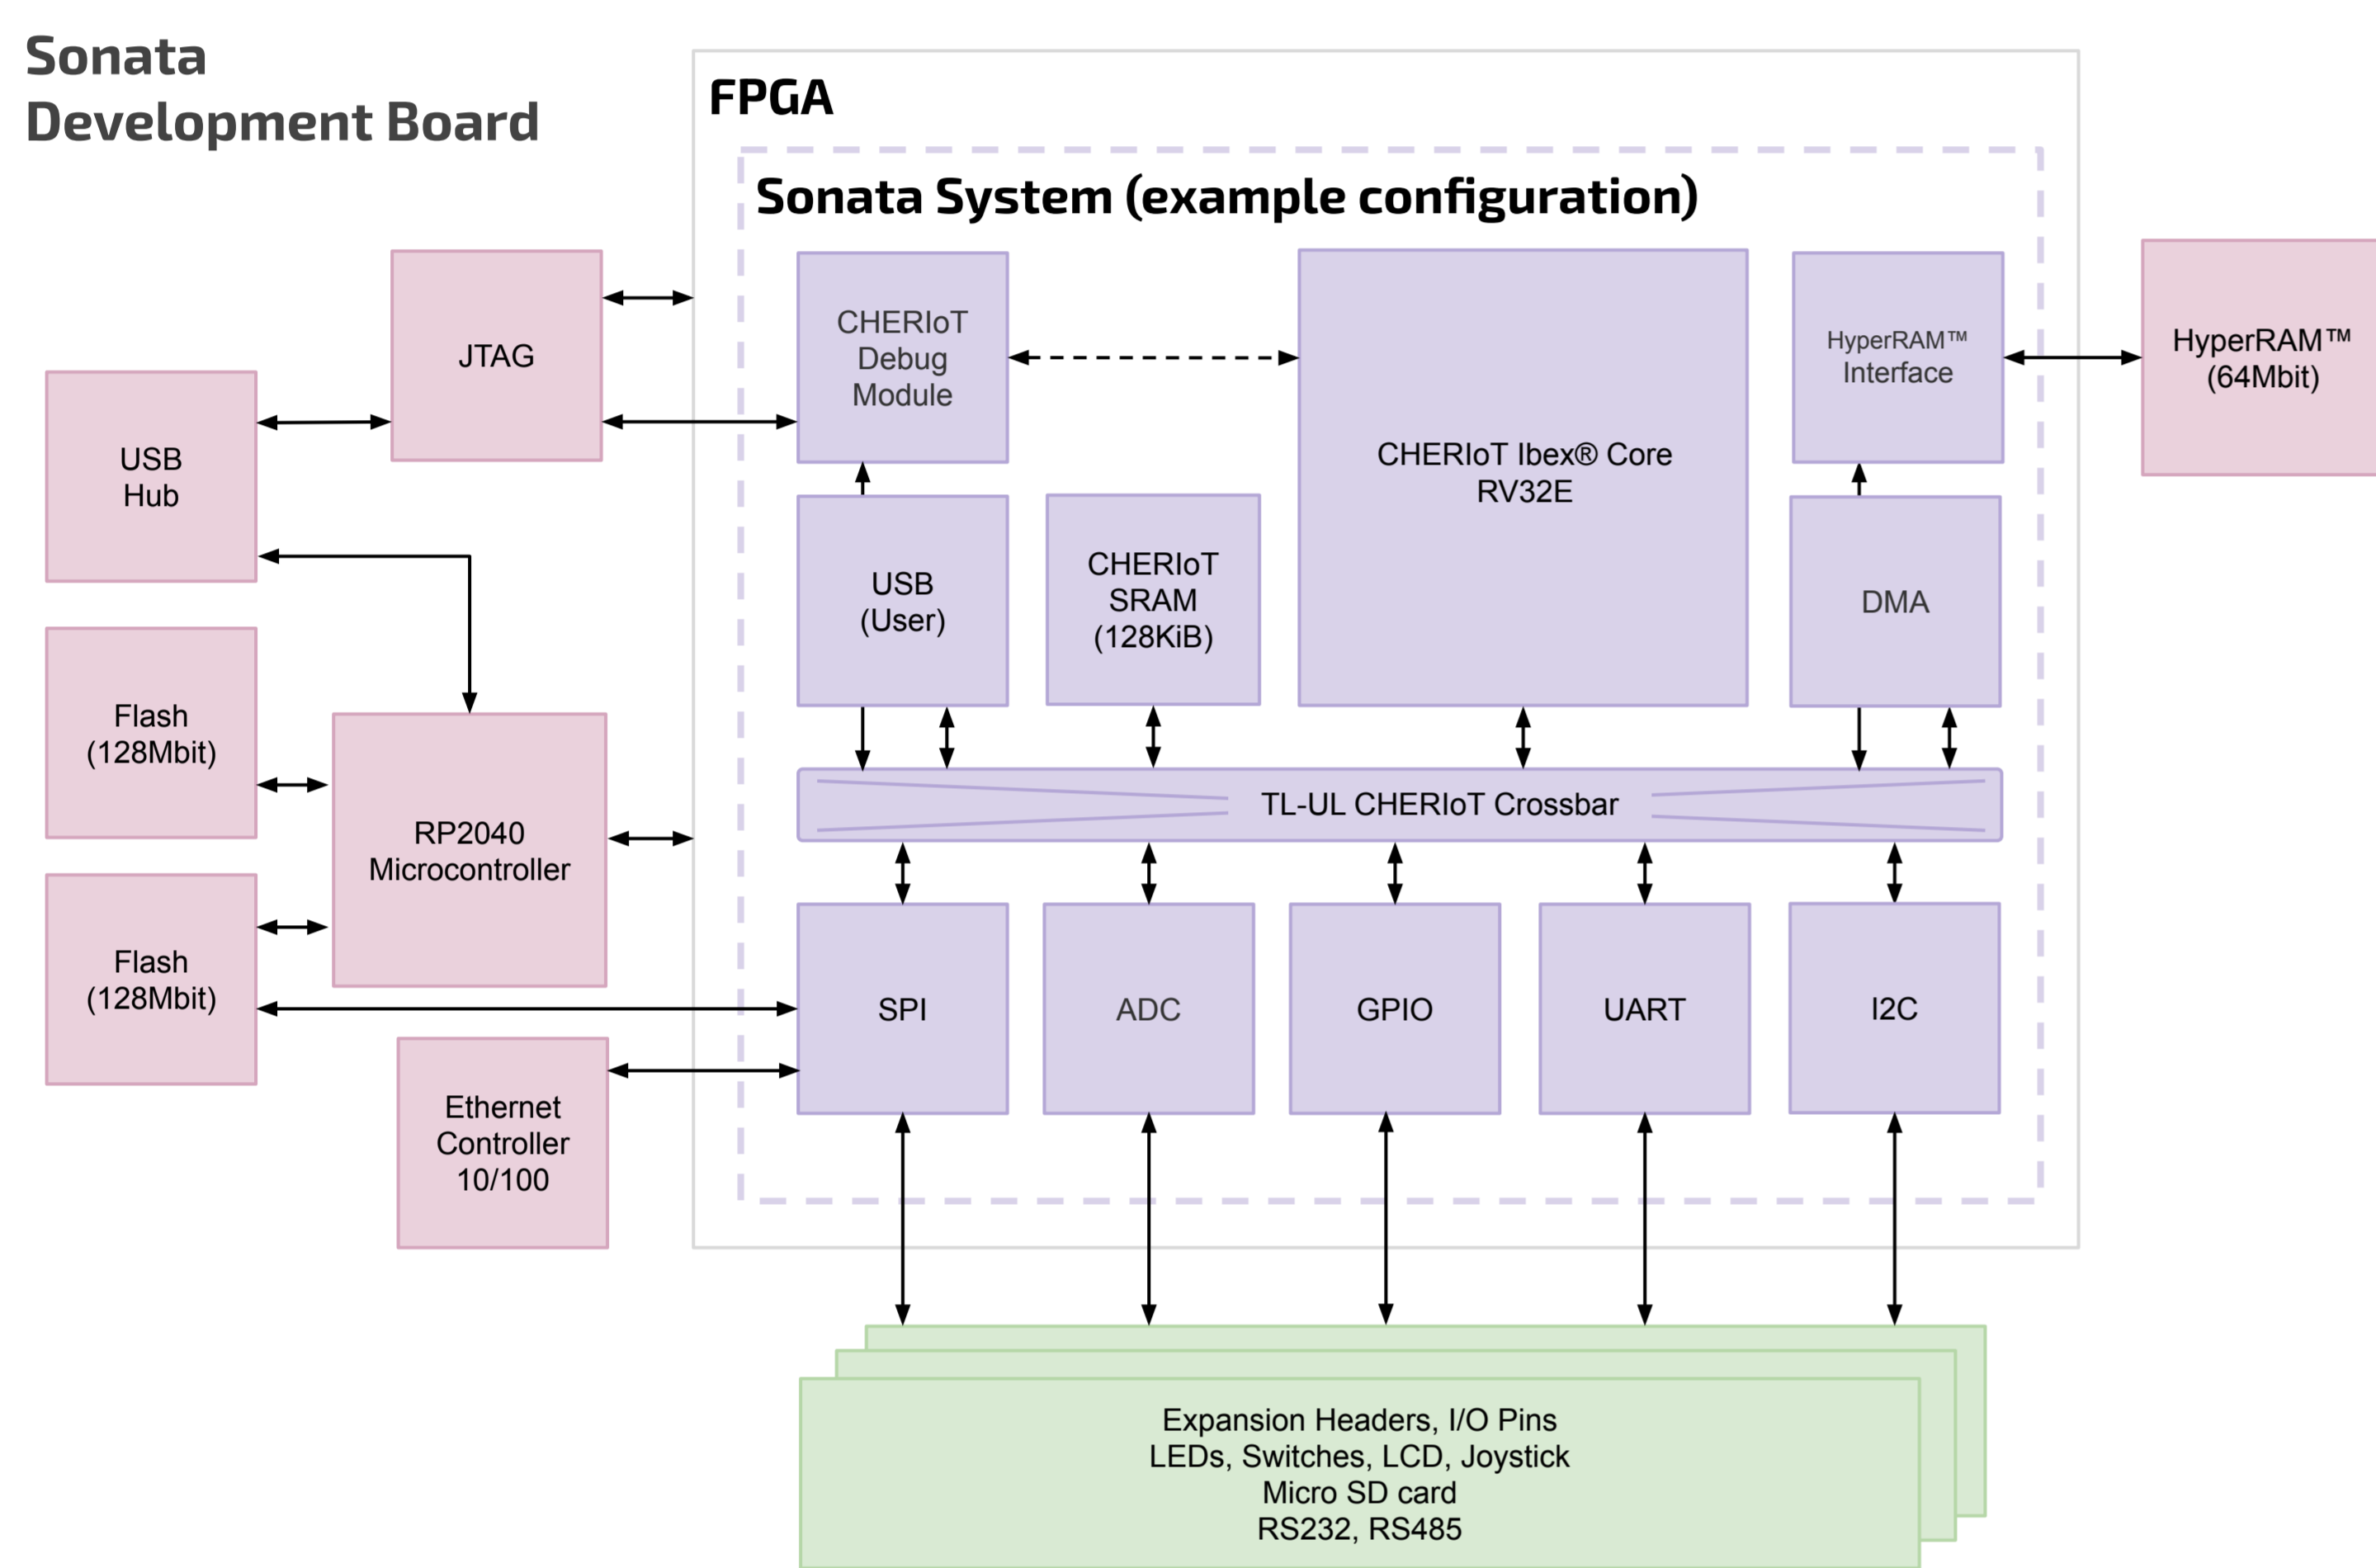 Sonata
Development Board
FPGA
Sonata System (example configuration)
JTAG
CHERIoT
Debug
Module
CHERIoT Ibex® Core
RV32E
HyperRAM™
Interface
HyperRAM™
(64Mbit)
USB
Hub
USB
(User)
CHERIoT
SRAM
(128KiB)
DMA
Flash
(128Mbit)
RP2040
Microcontroller
TL-UL CHERIoT Crossbar
Flash
(128Mbit)
SPI
ADC
GPIO
UART
I2C
Ethernet
Controller
10/100
Expansion Headers, I/O Pins
LEDs, Switches, LCD, Joystick
Micro SD card
RS232, RS485